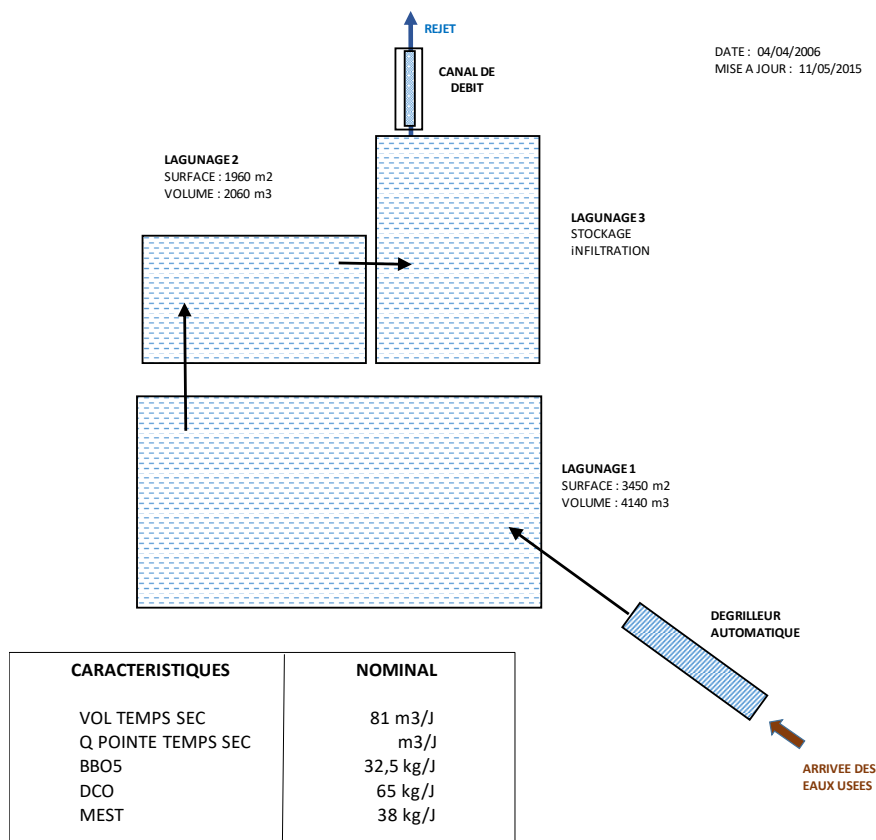 REJET
DATE : 04/04/2006
MISE A JOUR : 11/05/2015
CANAL DE
DEBIT
LAGUNAGE 2
SURFACE : 1960 m2
VOLUME : 2060 m3
LAGUNAGE 3
STOCKAGE
iNFILTRATION
LAGUNAGE 1
SURFACE : 3450 m2
VOLUME : 4140 m3
DEGRILLEUR
AUTOMATIQUE
ARRIVEE DES
EAUX USEES
CARACTERISTIQUES NOMINAL
VOL TEMPS SEC 81 m3/J
Q POINTE TEMPS SEC m3/J
BBO5 32,5 kg/J
DCO 65 kg/J
MEST 38 kg/J